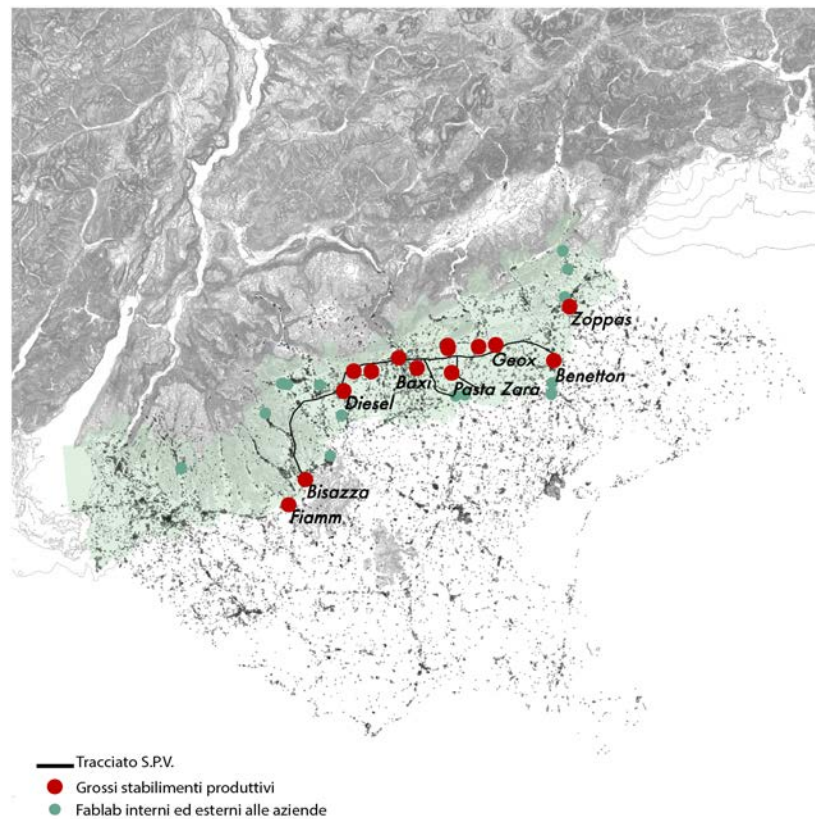 Zoppas
Geox
Benetton
Baxi
Pasta Zara
Diesel
Bisazza
Fiamm
Tracciato S.P.V.
Grossi stabilimenti produttivi
Fablab interni ed esterni alle aziende